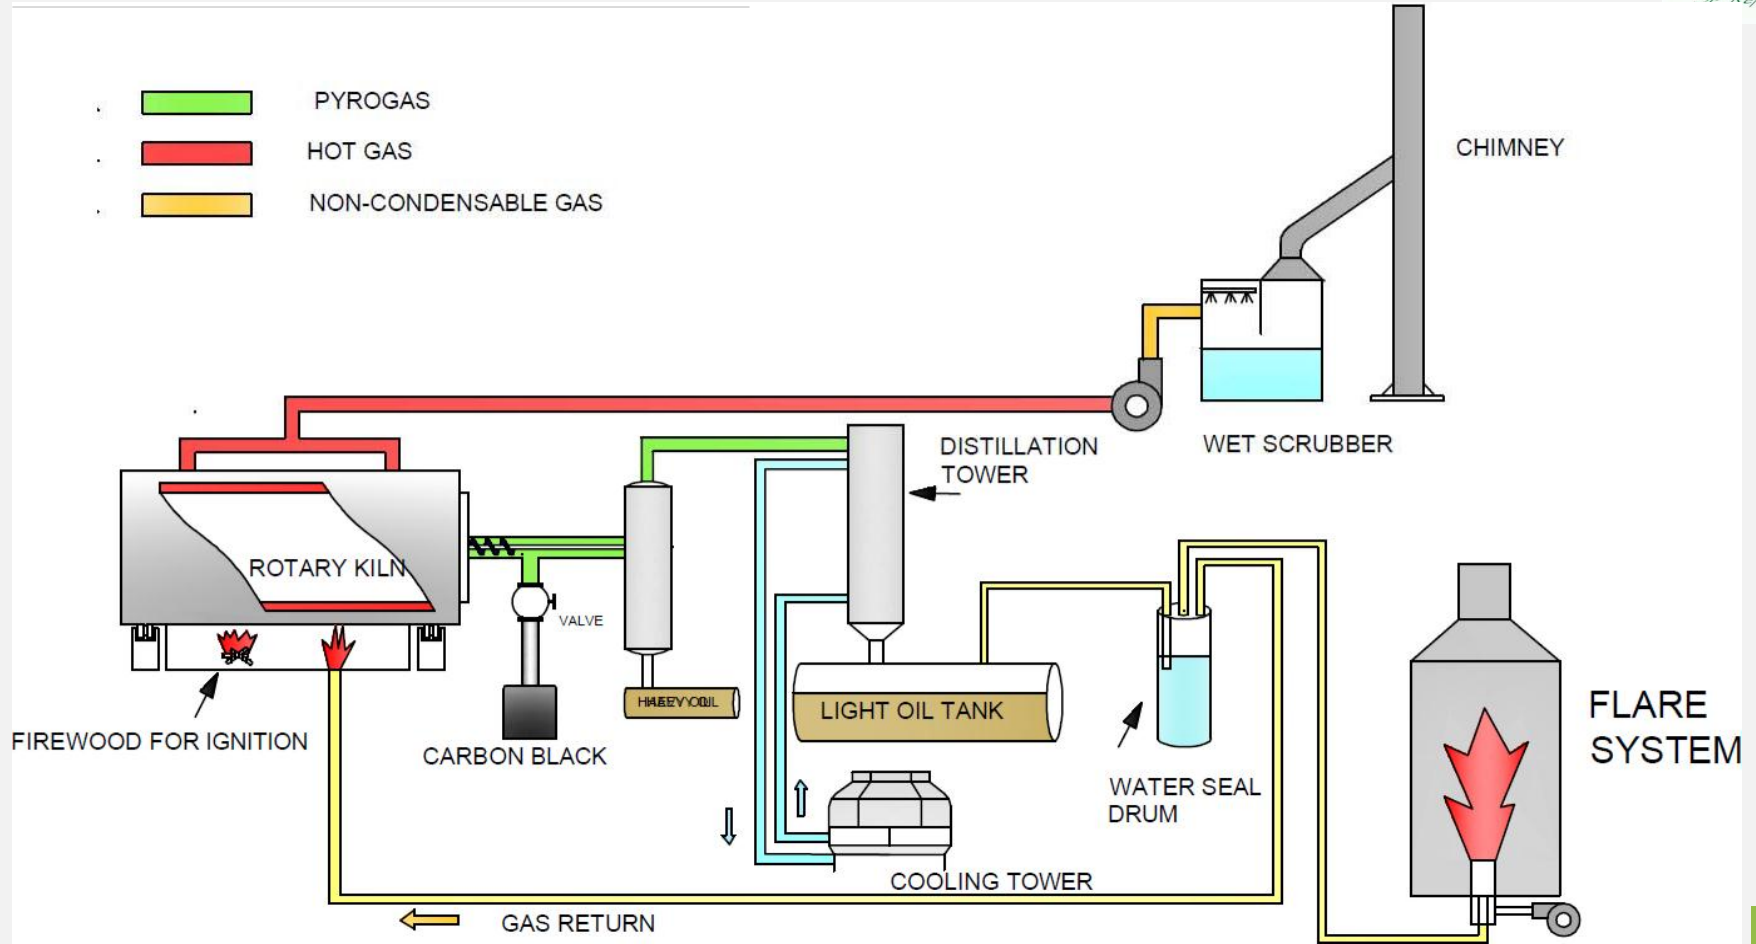 PYROGAS
HOT GAS
NON-CONDENSABLE GAS
CHIMNEY
WET SCRUBBER
DISTILLATION
TOWER
ROTARY KILN
VALVE
LIGHT OIL TANK
FIREWOOD FOR IGNITION
CARBON BLACK
WATER SEAL
DRUM
FLARE
SYSTEM
COOLING TOWER
GAS RETURN